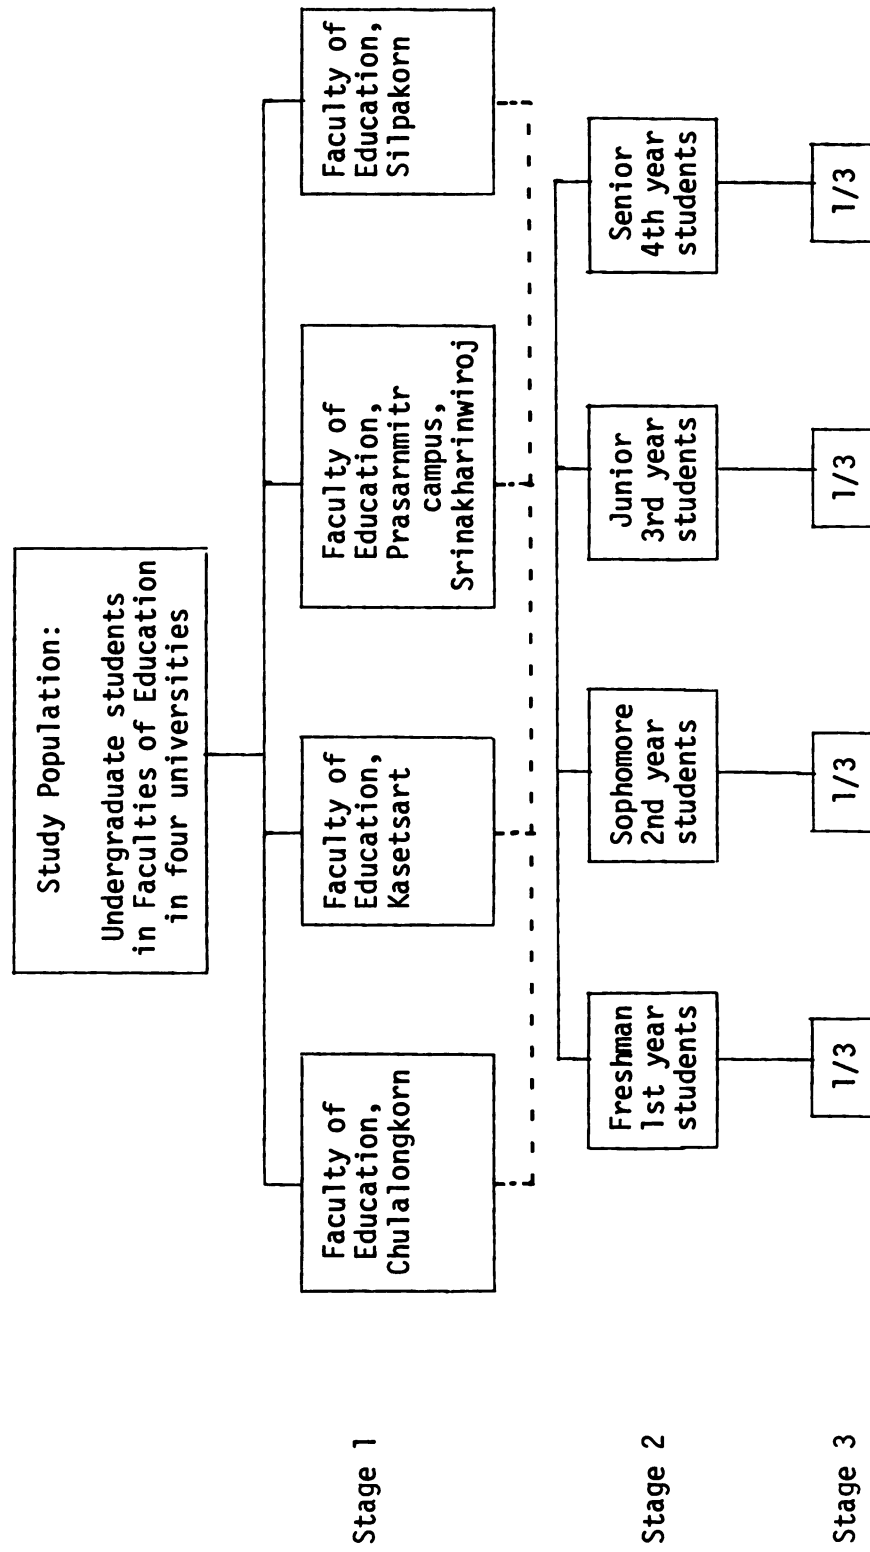 Study Population:
Undergraduate students
in Faculties of Education
in four universities
Stage 1
Faculty of
Education,
Chulalongkorn
Faculty of
Education,
Kasetsart
Faculty of
Education,
Prasarnmitr
campus,
Srinakharinwiroj
Faculty of
Education,
Silpakorn
Stage 2
Freshman
1st year
students
Sophomore
2nd year
students
Junior
3rd year
students
Senior
4th year
students
Stage 3
1/3
1/3
1/3
1/3